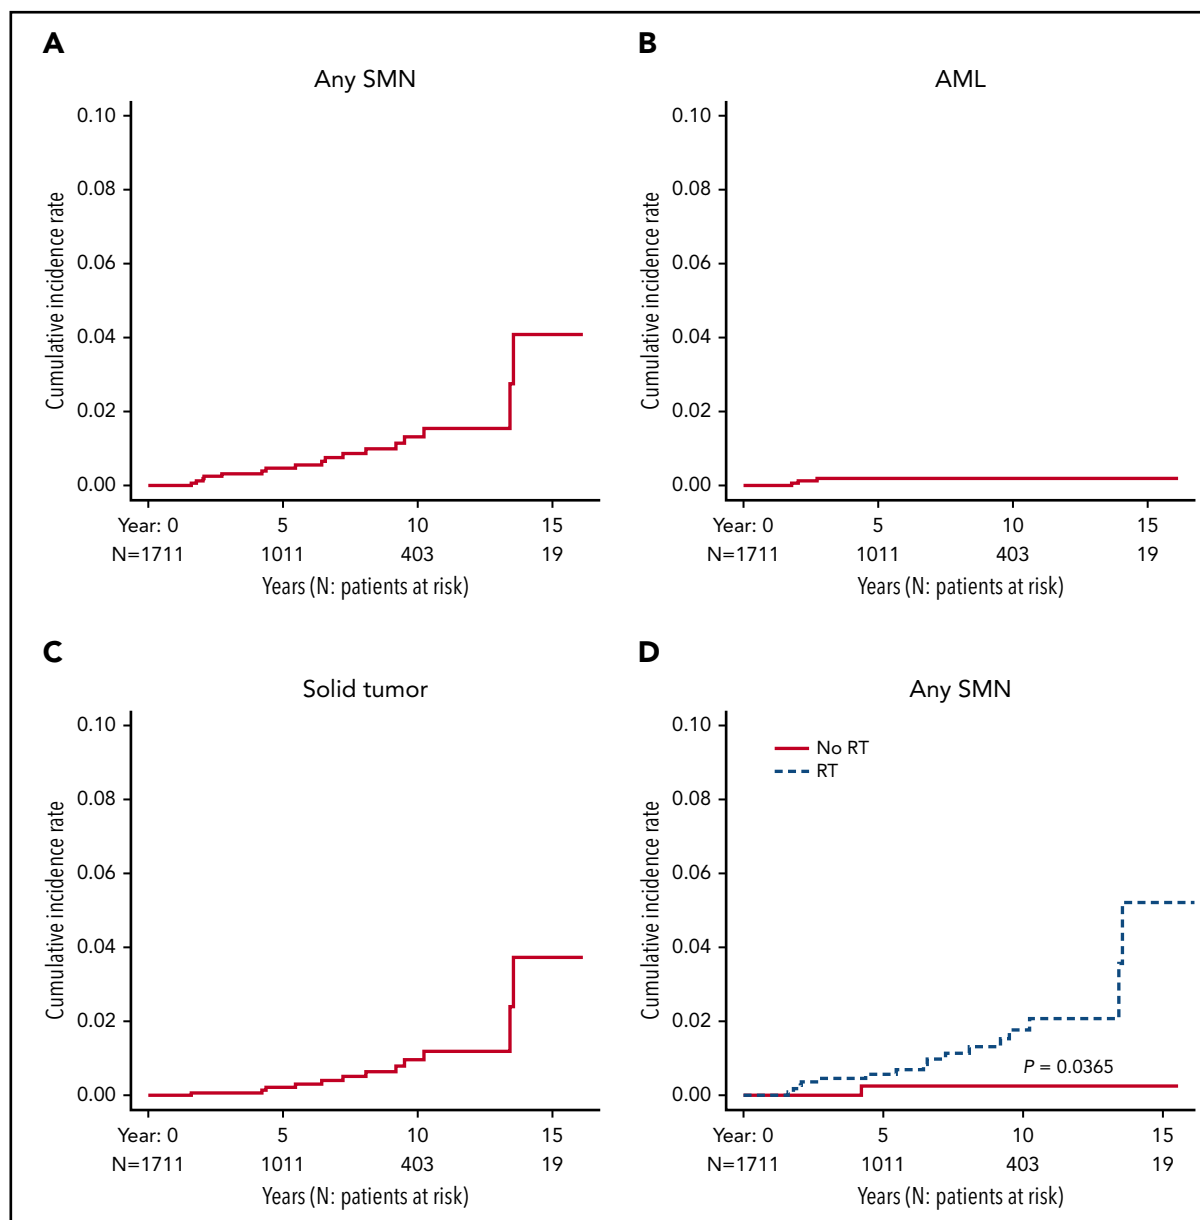 A
Any SMN
0.10
0.08
0.06
0.04
0.02
0.00
Cumulative incidence rate
Year: 0 5 10 15
N=1711 1011 403 19
Years (N: patients at risk)
B
AML
0.10
0.08
0.06
0.04
0.02
0.00
Cumulative incidence rate
Year: 0 5 10 15
N=1711 1011 403 19
Years (N: patients at risk)
C
Solid tumor
0.10
0.08
0.06
0.04
0.02
0.00
Cumulative incidence rate
Year: 0 5 10 15
N=1711 1011 403 19
Years (N: patients at risk)
D
Any SMN
0.10
0.08
0.06
0.04
0.02
0.00
Cumulative incidence rate
No RT
RT
P = 0.0365
Year: 0 5 10 15
N=1711 1011 403 19
Years (N: patients at risk)